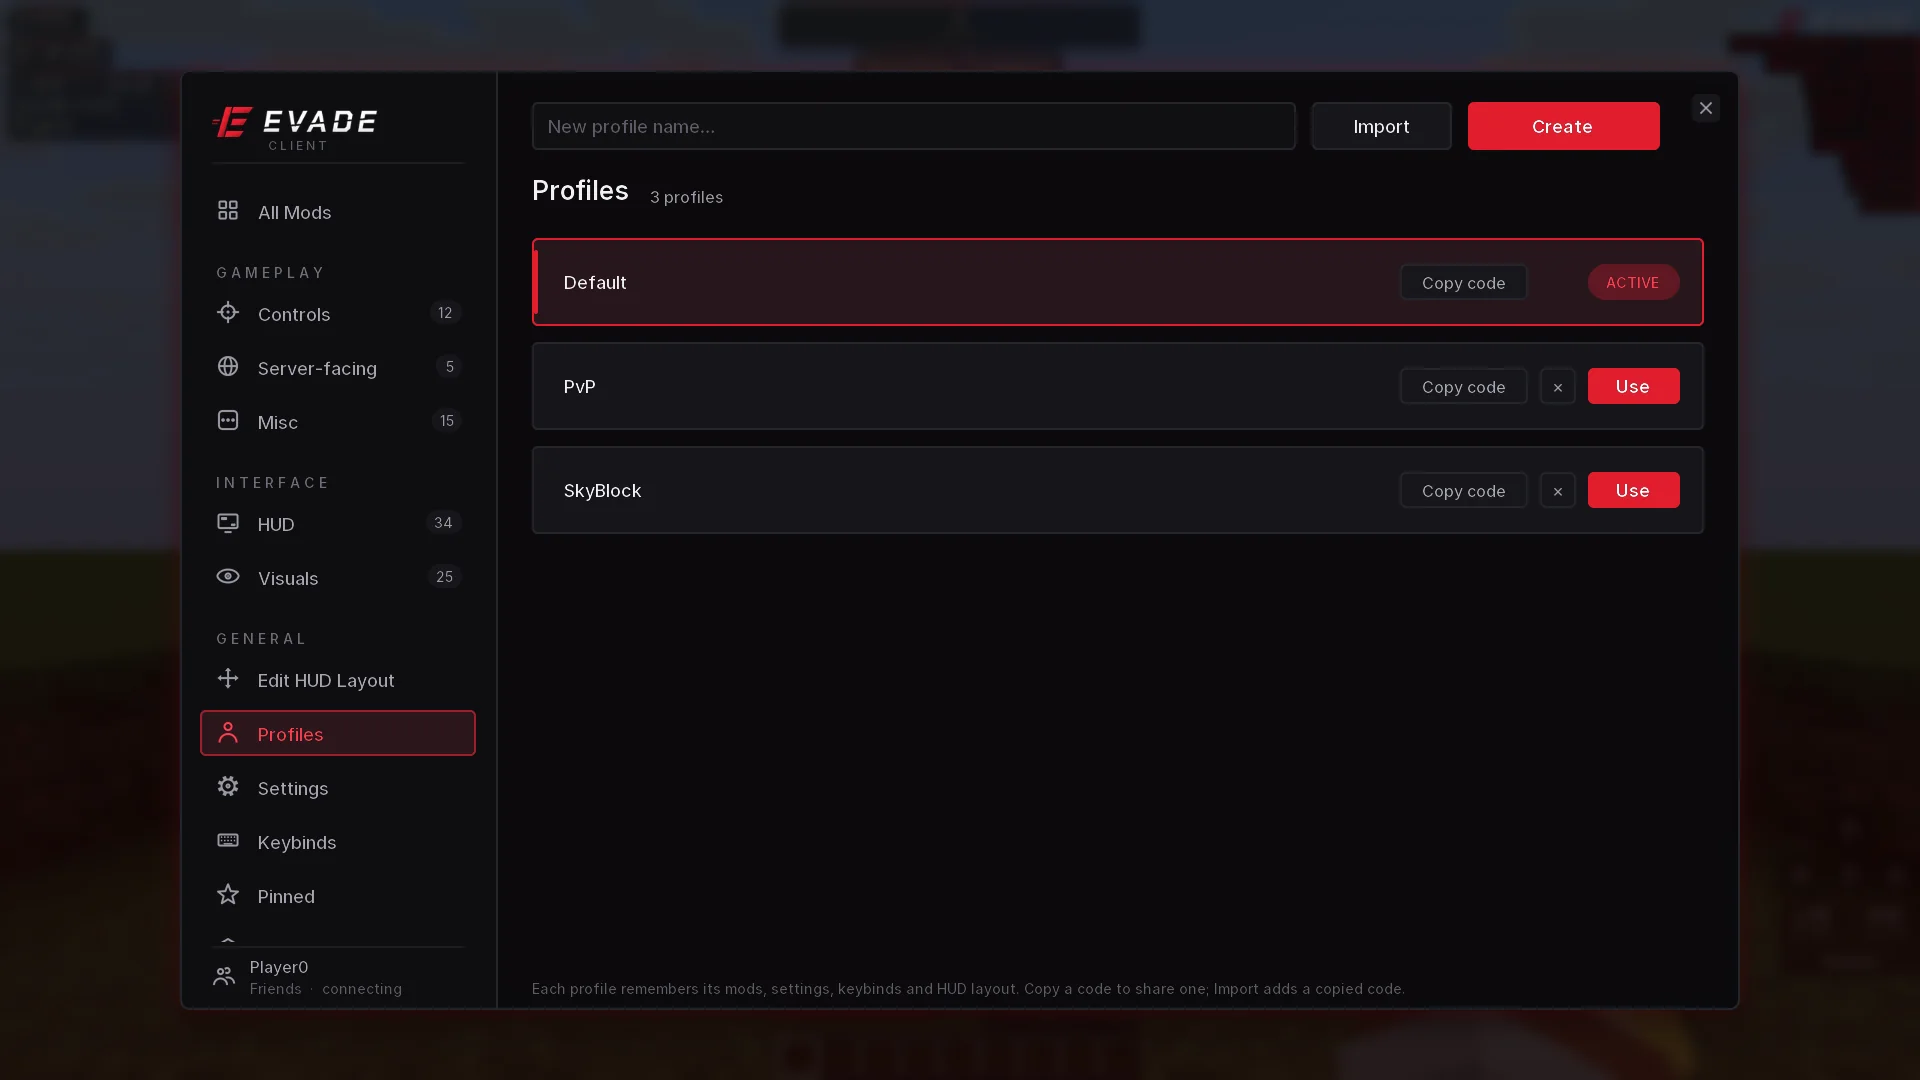 EVADE
CLIENT
All Mods
GAMEPLAY
Controls 12
Server-facing 5
Misc 15
INTERFACE
HUD 34
Visuals 25
GENERAL
Edit HUD Layout
Profiles
Settings
Keybinds
Pinned
Player0
Friends · connecting
New profile name...
Import
Create
×
Profiles 3 profiles
Default Copy code ACTIVE
PvP Copy code × Use
SkyBlock Copy code × Use
Each profile remembers its mods, settings, keybinds and HUD layout. Copy a code to share one; Import adds a copied code.